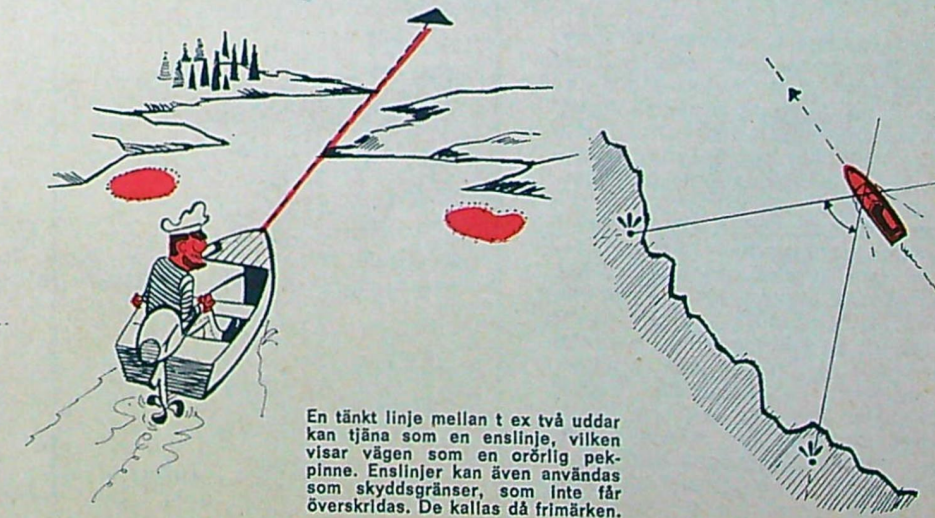 En tänkt linje mellan t ex två uddar
kan tjäna som en enslinje, vilken
visar vägen som en orörlig pek-
pinne. Enslinjer kan även användas
som skyddsgränser, som inte får
överskridas. De kallas då frimärken.